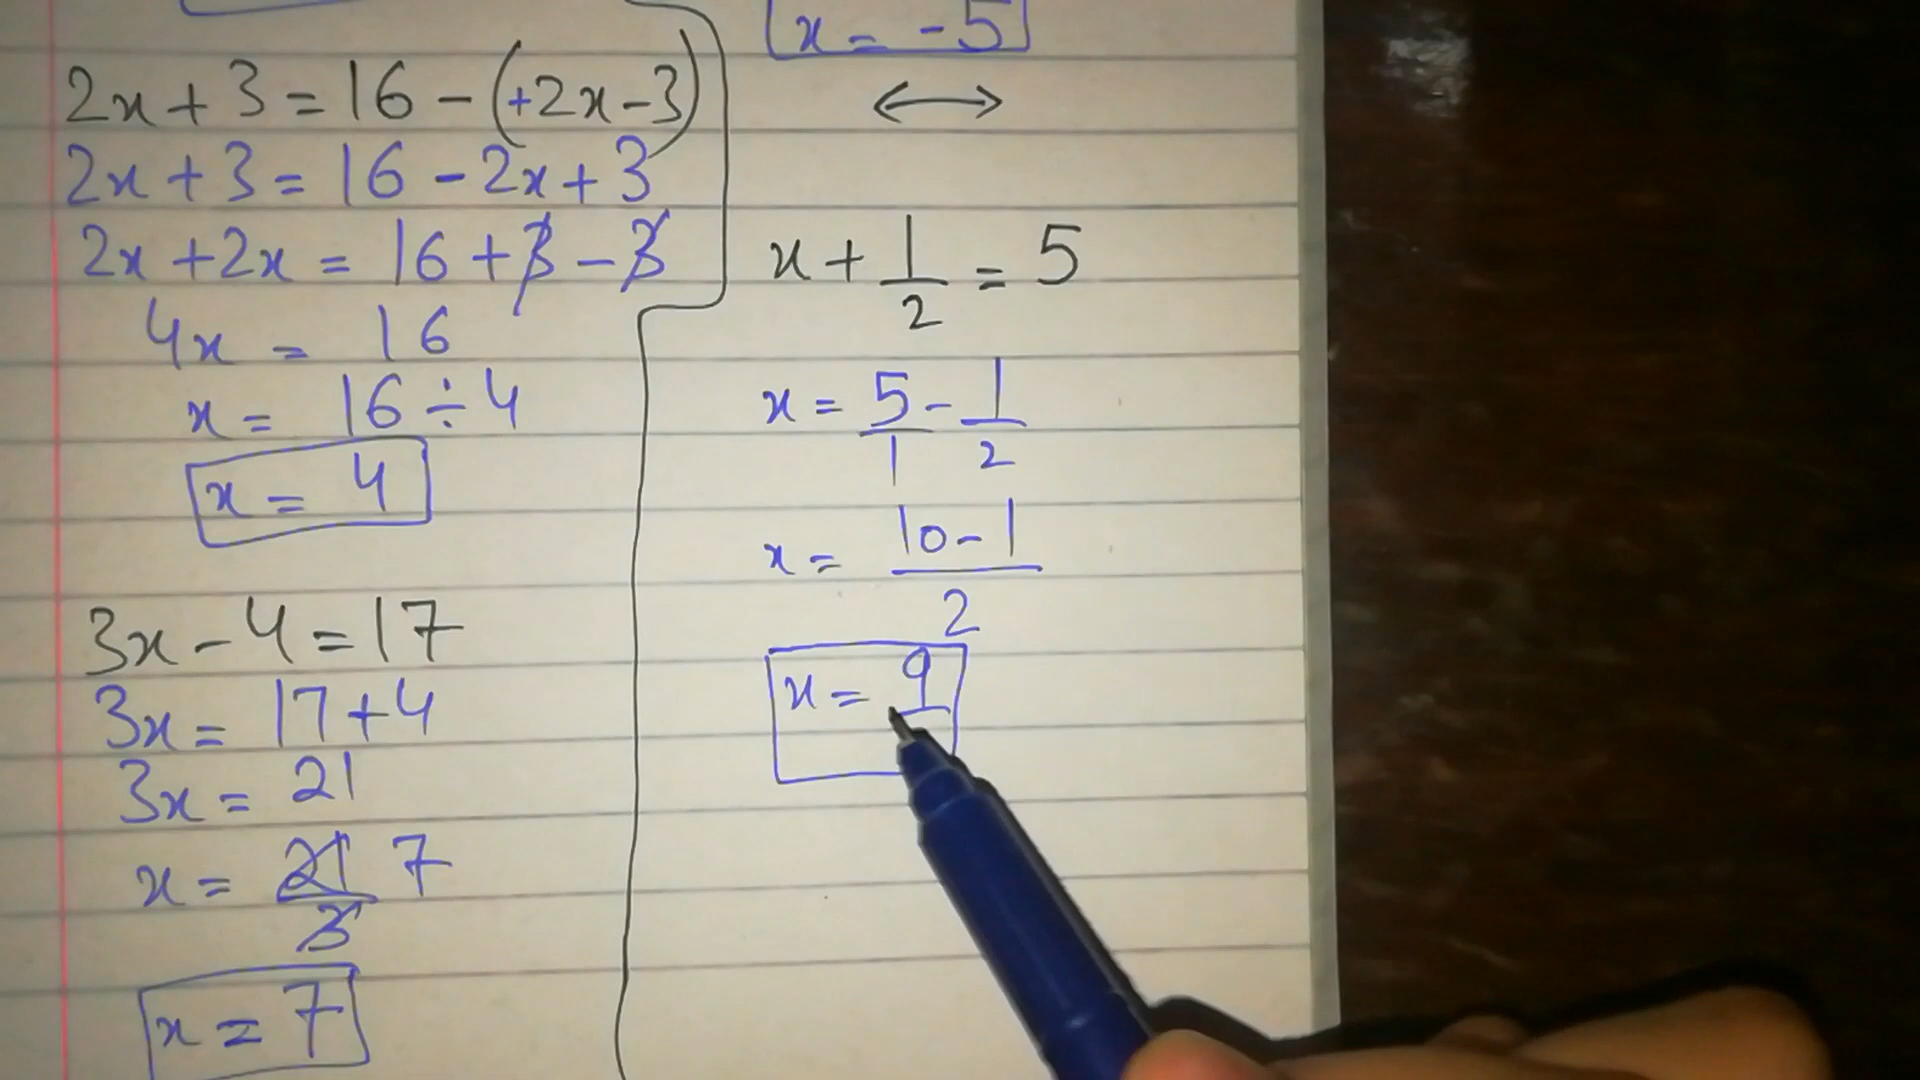 2x + 3 = 16 - (+2x - 3)
2x + 3 = 16 - 2x + 3
2x + 2x = 16 + 3 - 3
4x = 16
x = 16 ÷ 4
x = 4
3x - 4 = 17
3x = 17 + 4
3x = 21
x = 21/3 7
x = 7
x = -5
x + 1/2 = 5
x = 5/1 - 1/2
x = 10 - 1/2
x = 9